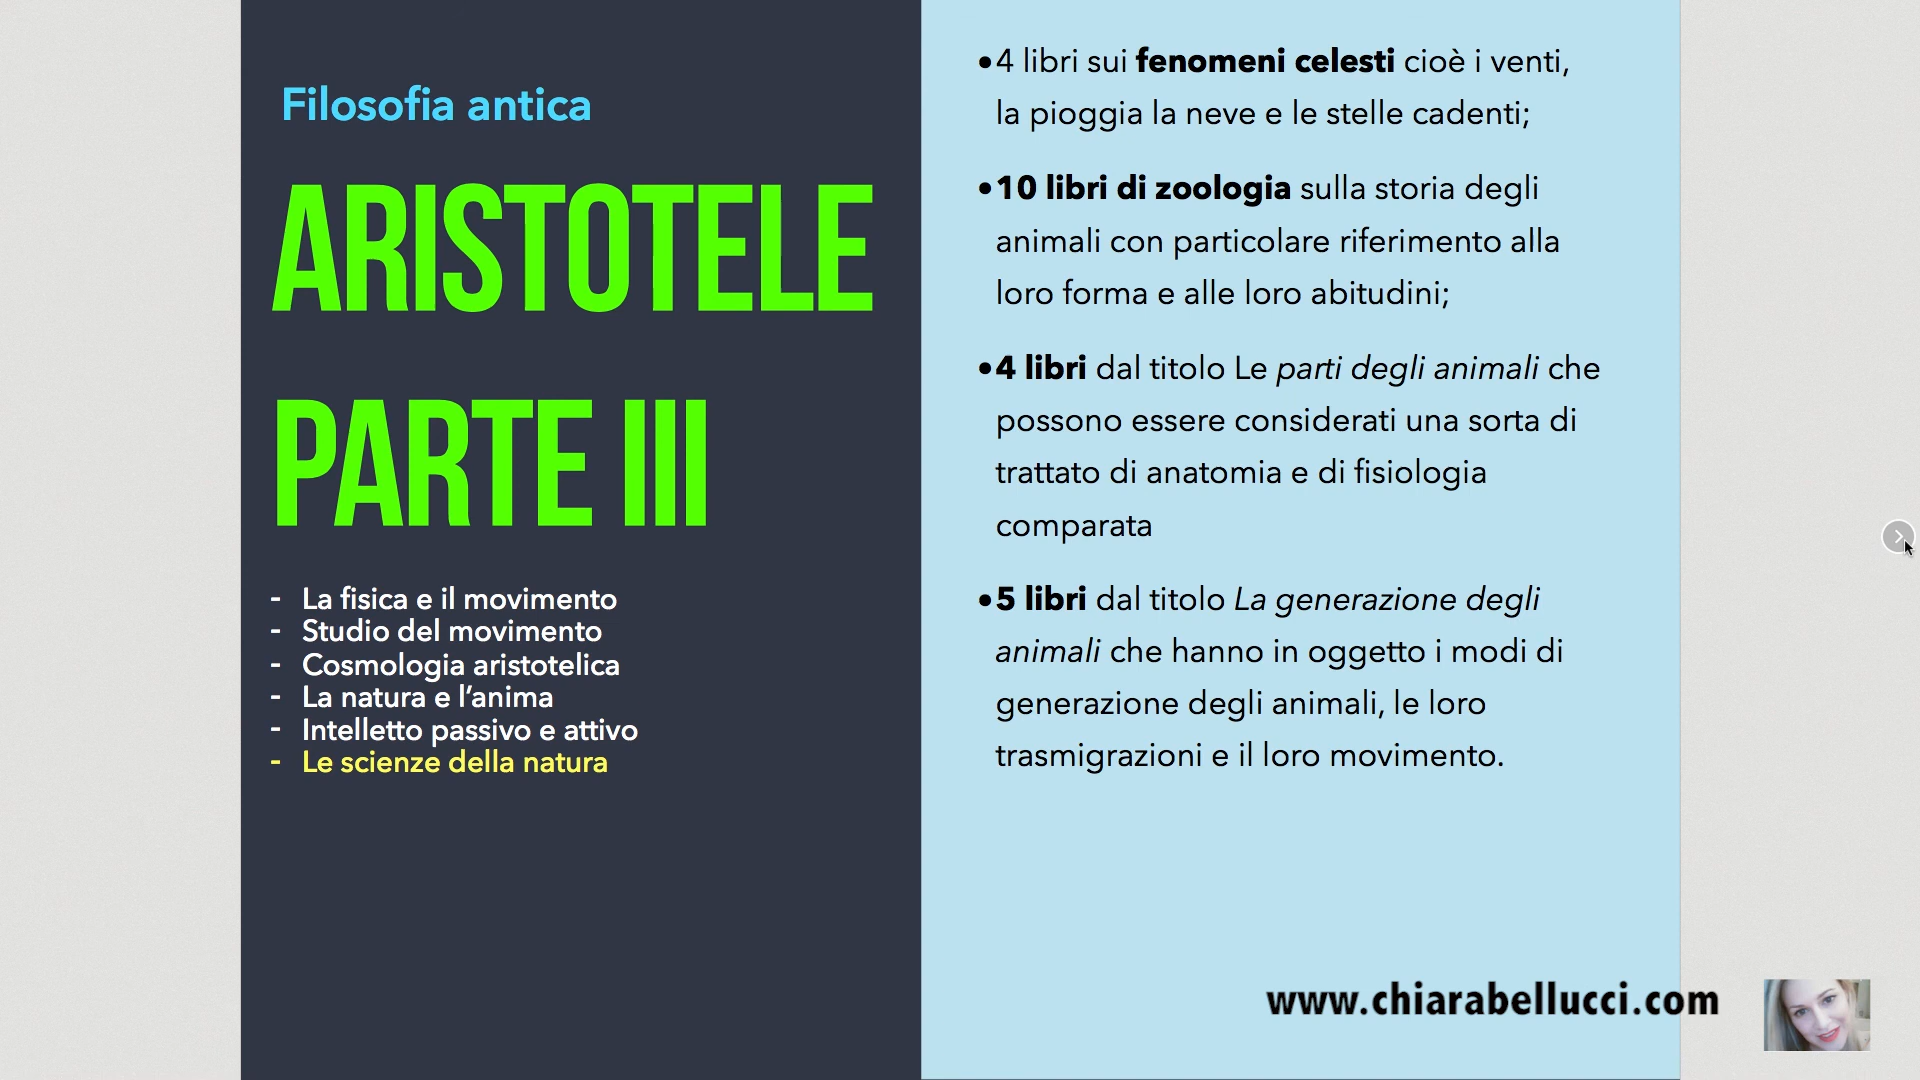 Filosofia antica
ARISTOTELE
PARTE III
- La fisica e il movimento
- Studio del movimento
- Cosmologia aristotelica
- La natura e l’anima
- Intelletto passivo e attivo
- Le scienze della natura
•4 libri sui fenomeni celesti cioè i venti,
la pioggia la neve e le stelle cadenti;
•10 libri di zoologia sulla storia degli
animali con particolare riferimento alla
loro forma e alle loro abitudini;
•4 libri dal titolo Le parti degli animali che
possono essere considerati una sorta di
trattato di anatomia e di fisiologia
comparata
•5 libri dal titolo La generazione degli
animali che hanno in oggetto i modi di
generazione degli animali, le loro
trasmigrazioni e il loro movimento.
www.chiarabellucci.com